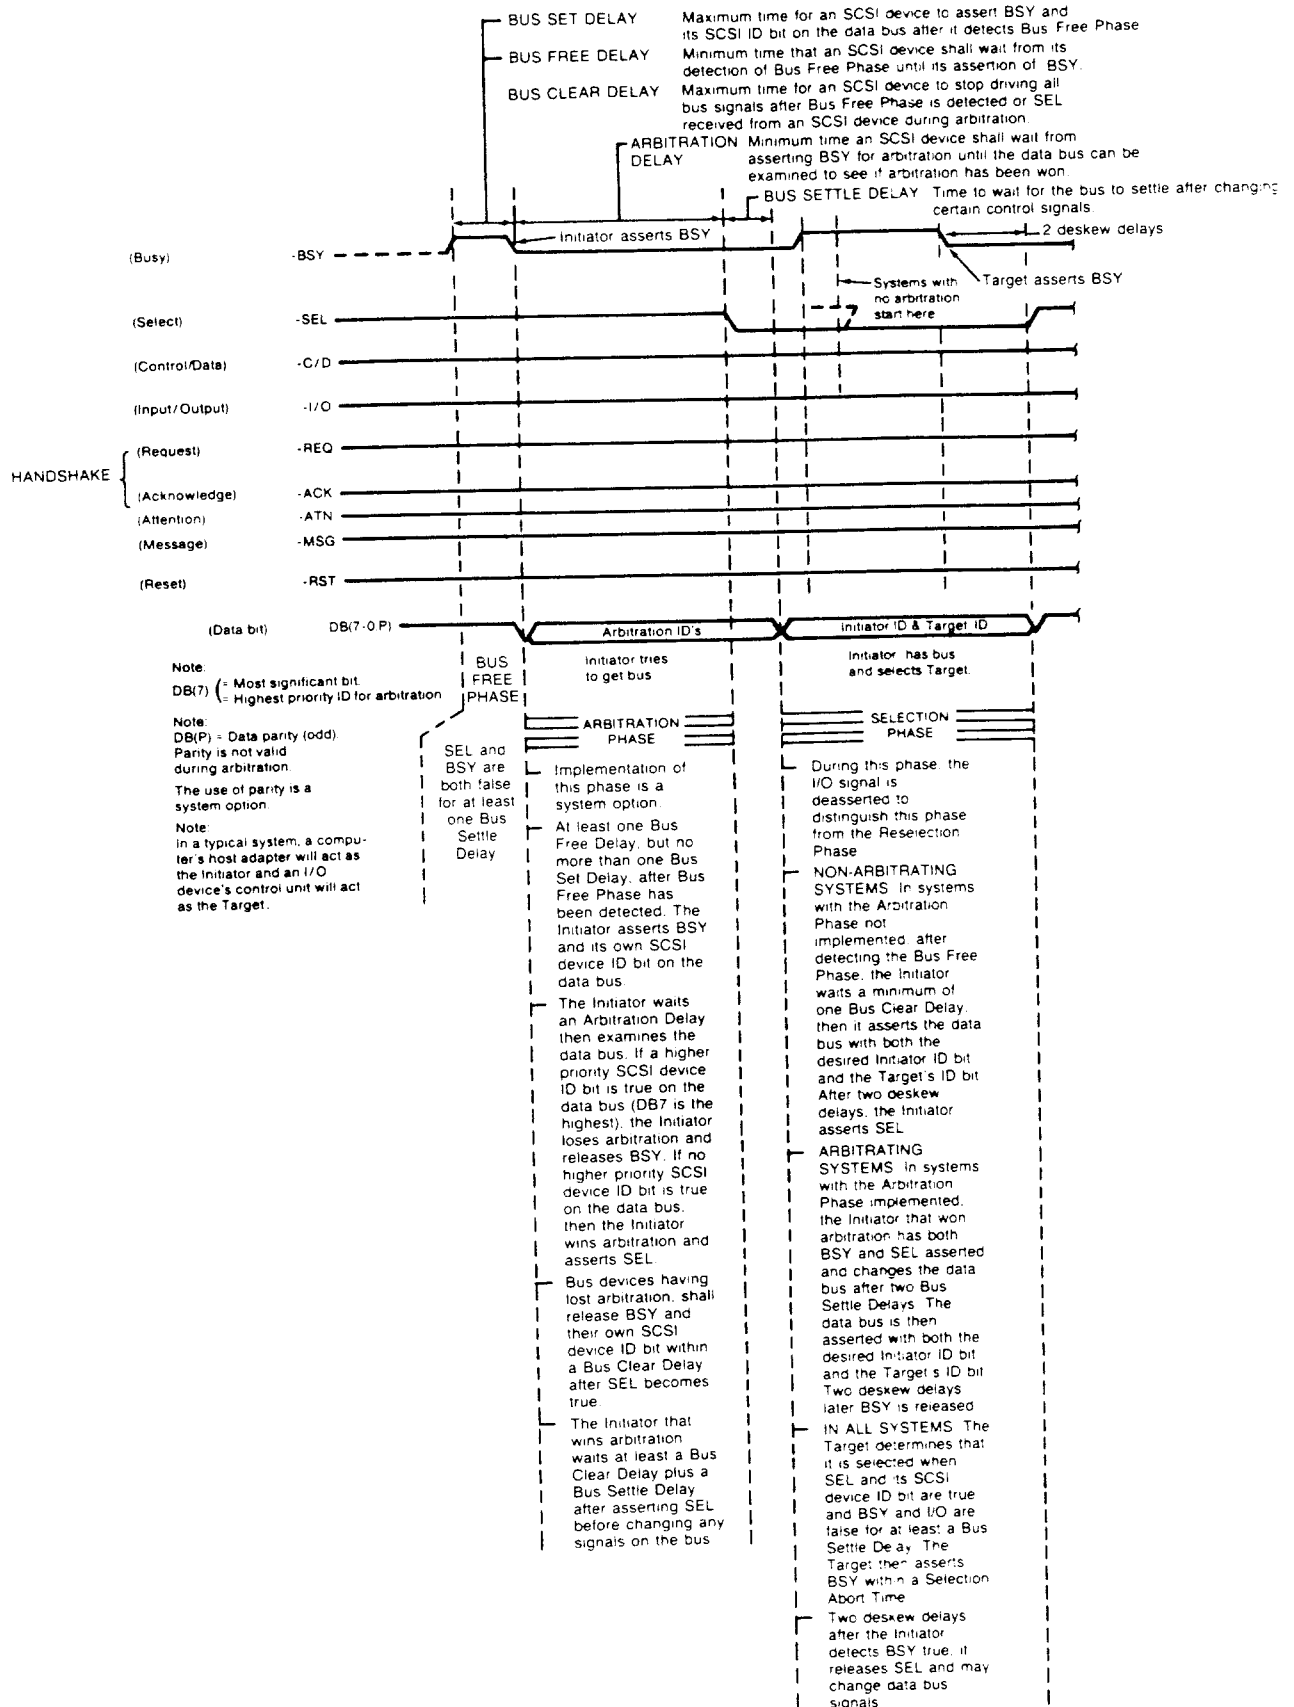 BUS SET DELAY Maximum time for an SCSI device to assert BSY and
its SCSI ID bit on the data bus after it detects Bus Free Phase
BUS FREE DELAY Minimum time that an SCSI device shall wait from its
detection of Bus Free Phase until its assertion of BSY.
BUS CLEAR DELAY Maximum time for an SCSI device to stop driving all
bus signals after Bus Free Phase is detected or SEL
received from an SCSI device during arbitration.
ARBITRATION DELAY Minimum time an SCSI device shall wait from
asserting BSY for arbitration until the data bus can be
examined to see if arbitration has been won.
BUS SETTLE DELAY Time to wait for the bus to settle after changing
certain control signals.
Initiator asserts BSY
2 deskew delays
(Busy) -BSY
Systems with
no arbitration
start here
Target asserts BSY
(Select) -SEL
(Control/Data) -C/D
(Input/Output) -I/O
HANDSHAKE
(Request) -REQ
(Acknowledge) -ACK
(Attention) -ATN
(Message) -MSG
(Reset) -RST
(Data bit) DB(7-0,P)
Arbitration ID's
Initiator ID & Target ID
Note:
DB(7) (= Most significant bit.
= Highest priority ID for arbitration
Note:
DB(P) = Data parity (odd).
Parity is not valid
during arbitration.
The use of parity is a
system option.
Note:
In a typical system, a compu-
ter's host adapter will act as
the Initiator and an I/O
device's control unit will act
as the Target.
BUS
FREE
PHASE
SEL and
BSY are
both false
for at least
one Bus
Settle
Delay
Initiator tries
to get bus
ARBITRATION
PHASE
Implementation of
this phase is a
system option.
At least one Bus
Free Delay, but no
more than one Bus
Set Delay, after Bus
Free Phase has
been detected. The
Initiator asserts BSY
and its own SCSI
device ID bit on the
data bus.
The Initiator waits
an Arbitration Delay
then examines the
data bus. If a higher
priority SCSI device
ID bit is true on the
data bus (DB7 is the
highest), the Initiator
loses arbitration and
releases BSY. If no
higher priority SCSI
device ID bit is true
on the data bus,
then the Initiator
wins arbitration and
asserts SEL.
Bus devices having
lost arbitration, shall
release BSY and
their own SCSI
device ID bit within
a Bus Clear Delay
after SEL becomes
true.
The Initiator that
wins arbitration
waits at least a Bus
Clear Delay plus a
Bus Settle Delay
after asserting SEL
before changing any
signals on the bus
Initiator has bus
and selects Target.
SELECTION
PHASE
During this phase, the
I/O signal is
deasserted to
distinguish this phase
from the Reselection
Phase
NON-ARBITRATING
SYSTEMS In systems
with the Arbitration
Phase not
implemented, after
detecting the Bus Free
Phase, the Initiator
waits a minimum of
one Bus Clear Delay,
then it asserts the data
bus with both the
desired Initiator ID bit
and the Target's ID bit
After two deskew
delays, the Initiator
asserts SEL
ARBITRATING
SYSTEMS In systems
with the Arbitration
Phase implemented,
the Initiator that won
arbitration has both
BSY and SEL asserted
and changes the data
bus after two Bus
Settle Delays The
data bus is then
asserted with both the
desired Initiator ID bit
and the Target s ID bit
Two deskew delays
later BSY is released
IN ALL SYSTEMS The
Target determines that
it is selected when
SEL and its SCSI
device ID bit are true
and BSY and I/O are
false for at least a Bus
Settle Delay The
Target then asserts
BSY within a Selection
Abort Time
Two deskew delays
after the Initiator
detects BSY true, it
releases SEL and may
change data bus
signals